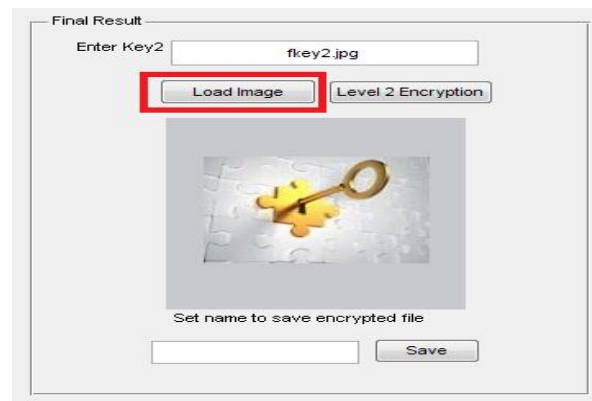 Final Result
Enter Key2 fkey2.jpg
Load Image Level 2 Encryption
Set name to save encrypted file
Save